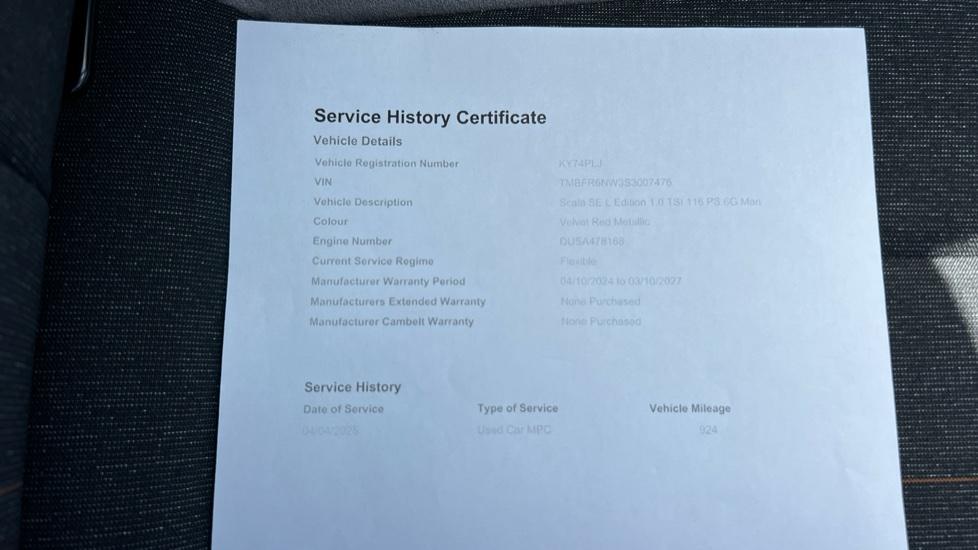 Service History Certificate
Vehicle Details
Vehicle Registration Number KY74PLJ
VIN TMBFR6NW3S3007476
Vehicle Description Scala SE L Edition 1.0 TSI 116 PS 6G Man
Colour Velvet Red Metallic
Engine Number DUSA478168
Current Service Regime Flexible
Manufacturer Warranty Period 04/10/2024 to 03/10/2027
Manufacturers Extended Warranty None Purchased
Manufacturer Cambelt Warranty None Purchased
Service History
Date of Service Type of Service Vehicle Mileage
04/04/2025 Used Car MPC 924